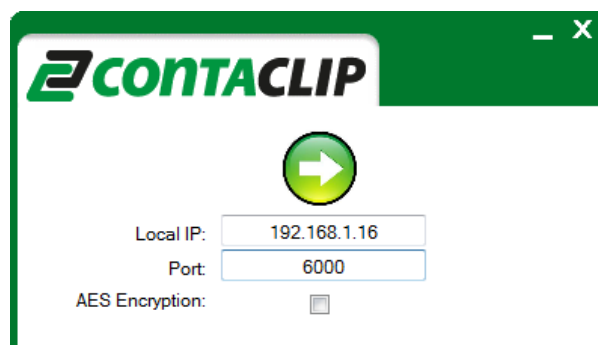 _ X
CONTACLIP
Local IP: 192.168.1.16
Port: 6000
AES Encryption: